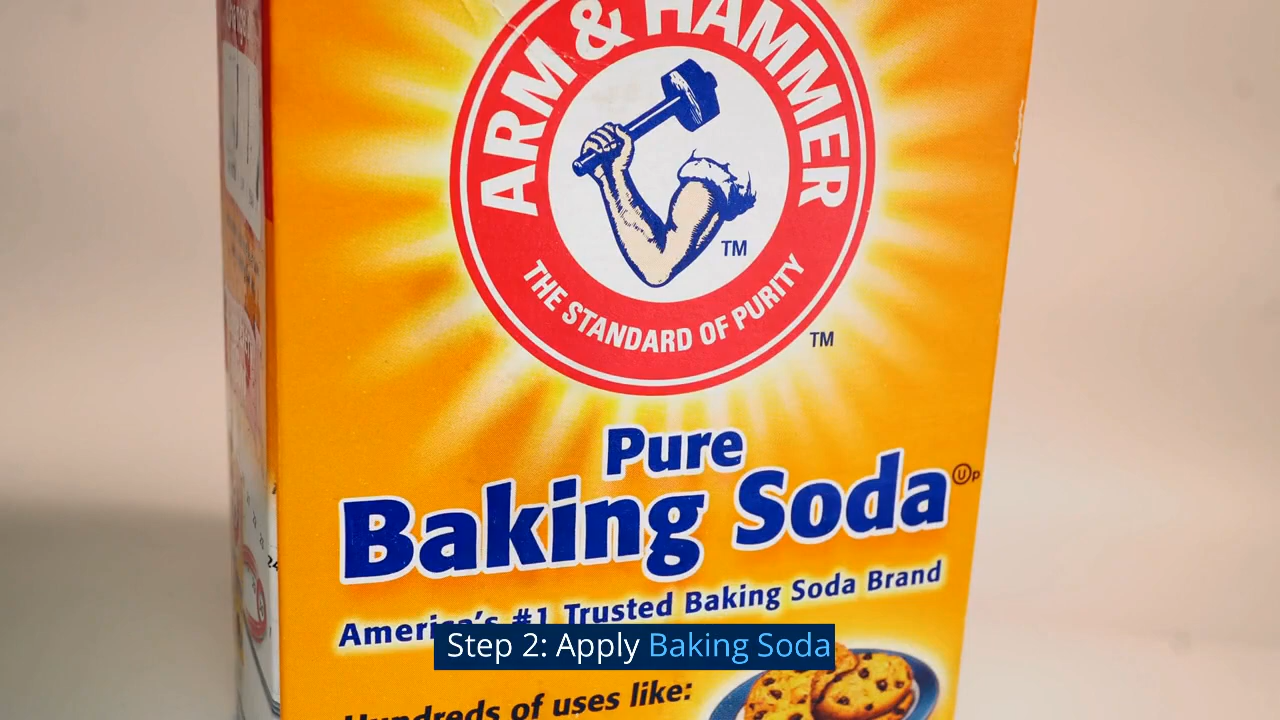 ARM & HAMMER
THE STANDARD OF PURITY
TM
TM
Pure
Baking Soda
U P
America's #1 Trusted Baking Soda Brand
Step 2: Apply Baking Soda
Hundreds of uses like: